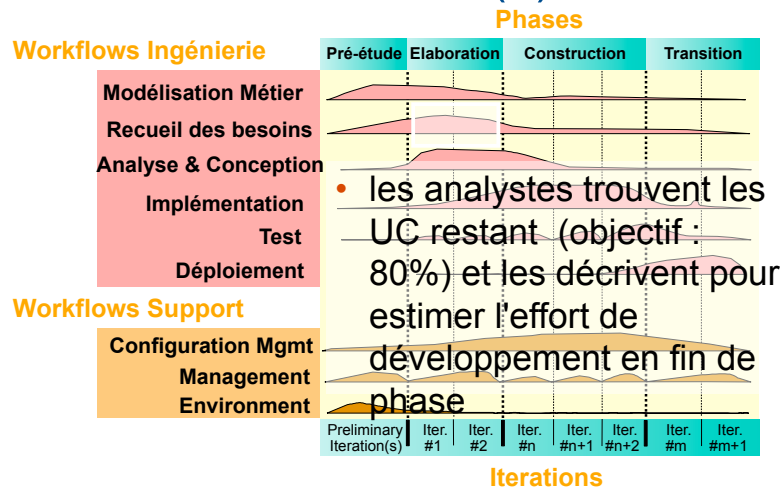 Phases
Workflows Ingénierie
Pré-étude Elaboration Construction Transition
Modélisation Métier
Recueil des besoins
Analyse & Conception
Implémentation
Test
Déploiement
• les analystes trouvent les
UC restant (objectif :
80%) et les décrivent pour
estimer l'effort de
développement en fin de
phase
Workflows Support
Configuration Mgmt
Management
Environment
Preliminary Iteration(s)
Iter. #1
Iter. #2
Iter. #n
Iter. #n+1
Iter. #n+2
Iter. #m
Iter. #m+1
Iterations